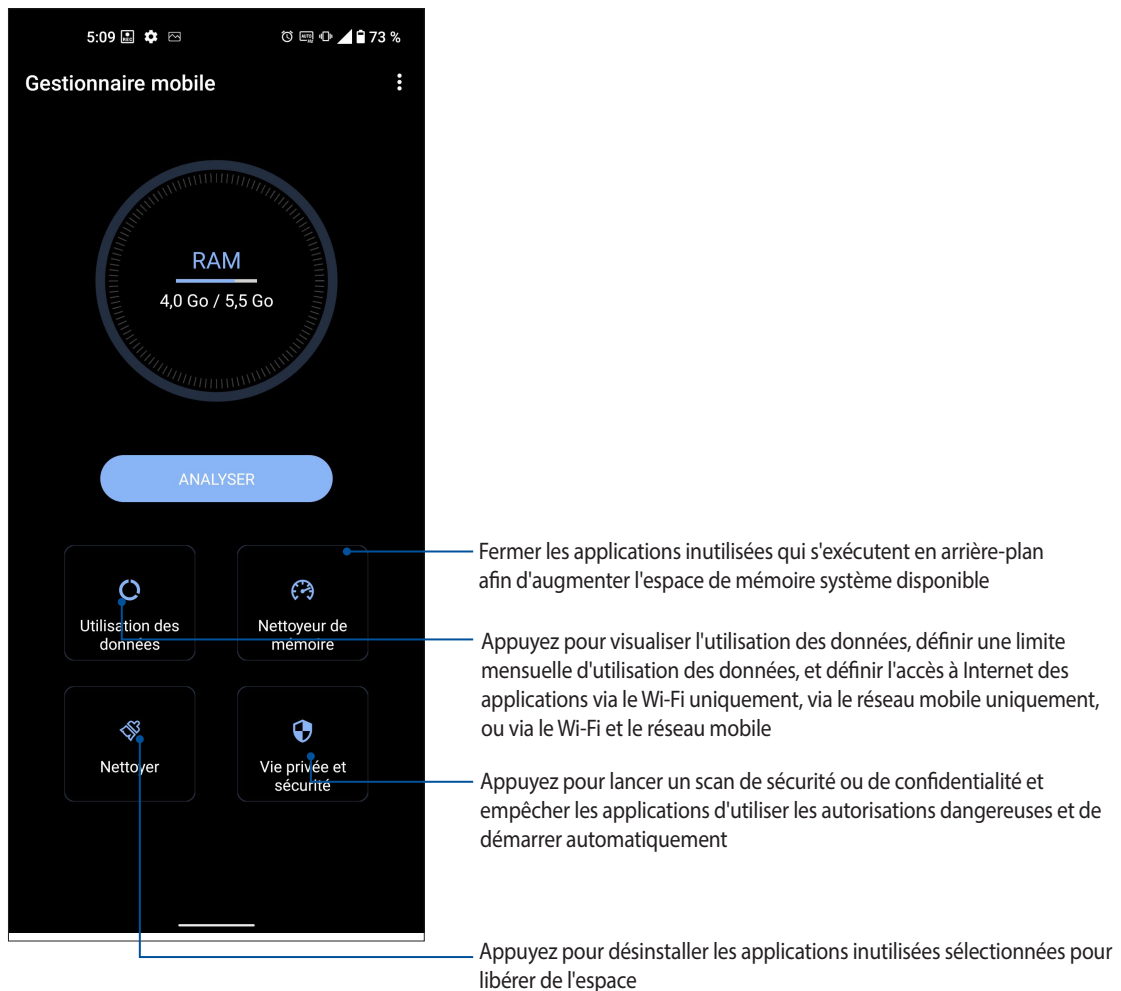 5:09
73 %
Gestionnaire mobile
RAM
4,0 Go / 5,5 Go
ANALYSER
Utilisation des
données
Nettoyeur de
mémoire
Nettoyer
Vie privée et
sécurité
Fermer les applications inutilisées qui s'exécutent en arrière-plan
afin d'augmenter l'espace de mémoire système disponible
Appuyez pour visualiser l'utilisation des données, définir une limite
mensuelle d'utilisation des données, et définir l'accès à Internet des
applications via le Wi-Fi uniquement, via le réseau mobile uniquement,
ou via le Wi-Fi et le réseau mobile
Appuyez pour lancer un scan de sécurité ou de confidentialité et
empêcher les applications d'utiliser les autorisations dangereuses et de
démarrer automatiquement
Appuyez pour désinstaller les applications inutilisées sélectionnées pour
libérer de l'espace